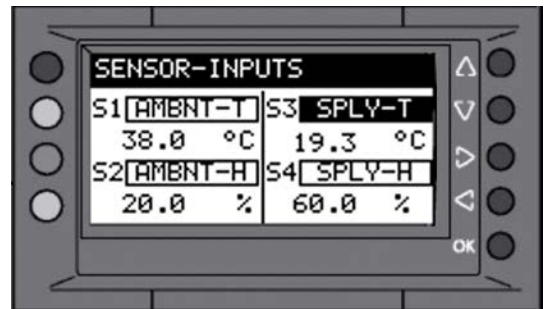 SENSOR-INPUTS
S1 AMBNT-T S3 SPLY-T
38.0 °C 19.3 °C
S2 AMBNT-H S4 SPLY-H
20.0 % 60.0 %
OK